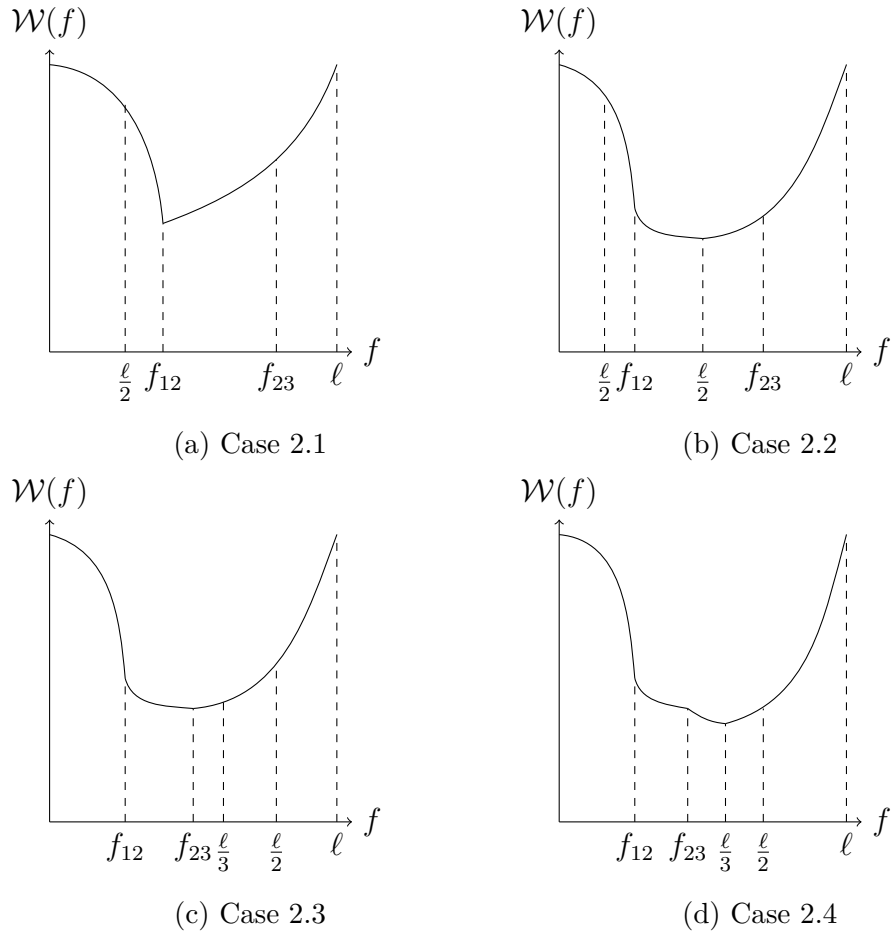 𝒲(f)
f
ℓ/2 f₁₂ f₂₃ ℓ
(a) Case 2.1
𝒲(f)
f
ℓ/2 f₁₂ ℓ/2 f₂₃ ℓ
(b) Case 2.2
𝒲(f)
f
f₁₂ f₂₃ ℓ/3 ℓ/2 ℓ
(c) Case 2.3
𝒲(f)
f
f₁₂ f₂₃ ℓ/3 ℓ/2 ℓ
(d) Case 2.4